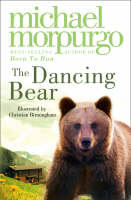 michael
morpurgo
BEST-SELLING AUTHOR OF
Born To Run
The Dancing
Bear
Illustrated by
Christian Birmingham